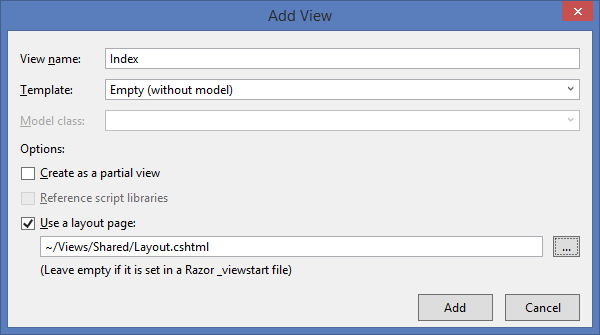 Add View
View name: Index
Template: Empty (without model)
Model class:
Options:
Create as a partial view
Reference script libraries
Use a layout page:
~/Views/Shared/Layout.cshtml ...
(Leave empty if it is set in a Razor _viewstart file)
Add Cancel